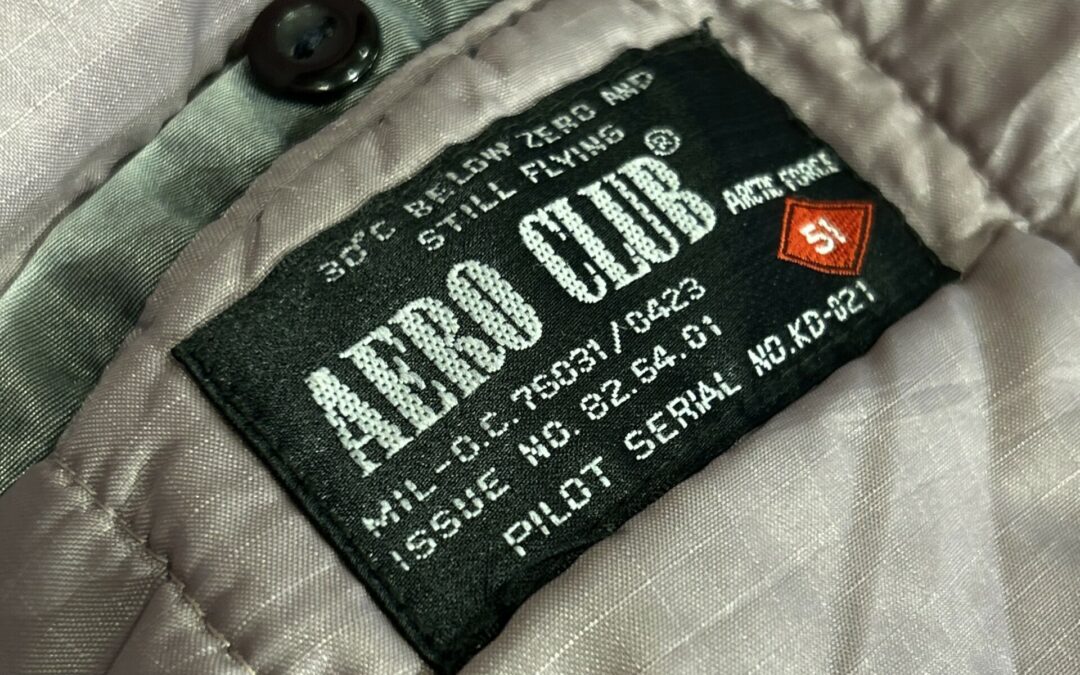 30°C BELOW ZERO AND
STILL FLYING
AERO CLUB®
ARCTIC FORCE
51
MIL-O.C.75031/0423
ISSUE NO. 82.54.01
PILOT SERIAL NO.KD-021